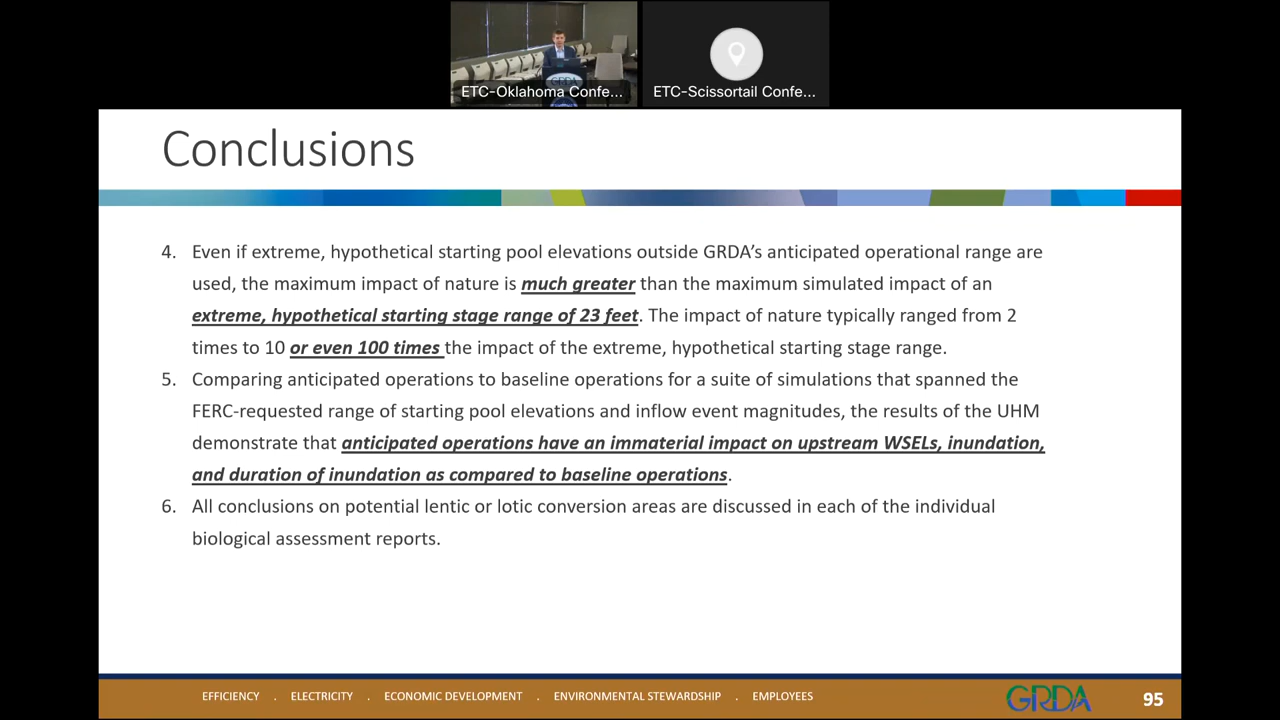 ETC-Oklahoma Confe...
ETC-Scissortail Confe...
GRDA
Conclusions
4. Even if extreme, hypothetical starting pool elevations outside GRDA's anticipated operational range are
used, the maximum impact of nature is much greater than the maximum simulated impact of an
extreme, hypothetical starting stage range of 23 feet. The impact of nature typically ranged from 2
times to 10 or even 100 times the impact of the extreme, hypothetical starting stage range.
5. Comparing anticipated operations to baseline operations for a suite of simulations that spanned the
FERC-requested range of starting pool elevations and inflow event magnitudes, the results of the UHM
demonstrate that anticipated operations have an immaterial impact on upstream WSELs, inundation,
and duration of inundation as compared to baseline operations.
6. All conclusions on potential lentic or lotic conversion areas are discussed in each of the individual
biological assessment reports.
EFFICIENCY . ELECTRICITY . ECONOMIC DEVELOPMENT . ENVIRONMENTAL STEWARDSHIP . EMPLOYEES
GRDA
95